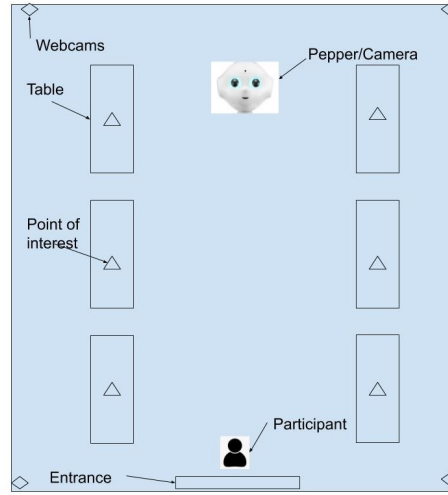 Webcams
Pepper/Camera
Table
Point of
interest
Participant
Entrance